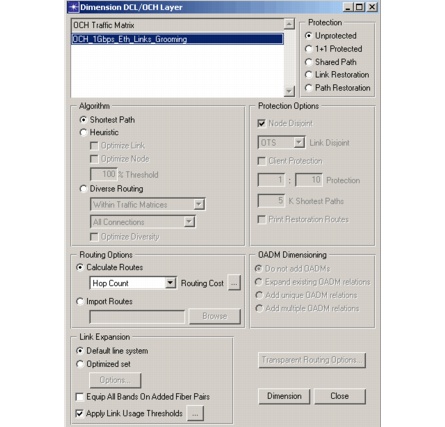 Dimension DCL/OCH Layer
OCH Traffic Matrix
OCH_1Gbps_Eth_Links_Grooming
Protection
Unprotected
1+1 Protected
Shared Path
Link Restoration
Path Restoration
Algorithm
Shortest Path
Heuristic
Optimize Link
Optimize Node
100 % Threshold
Diverse Routing
Within Traffic Matrices
All Connections
Optimize Diversity
Protection Options
Node Disjoint
OTS Link Disjoint
Client Protection
1 : 10 Protection
5 K Shortest Paths
Print Restoration Routes
Routing Options
Calculate Routes
Hop Count Routing Cost ...
Import Routes
Browse
OADM Dimensioning
Do not add OADMs
Expand existing OADM relations
Add unique OADM relations
Add multiple OADM relations
Link Expansion
Default line system
Optimized set
Options...
Equip All Bands On Added Fiber Pairs
Apply Link Usage Thresholds ...
Transparent Routing Options...
Dimension Close